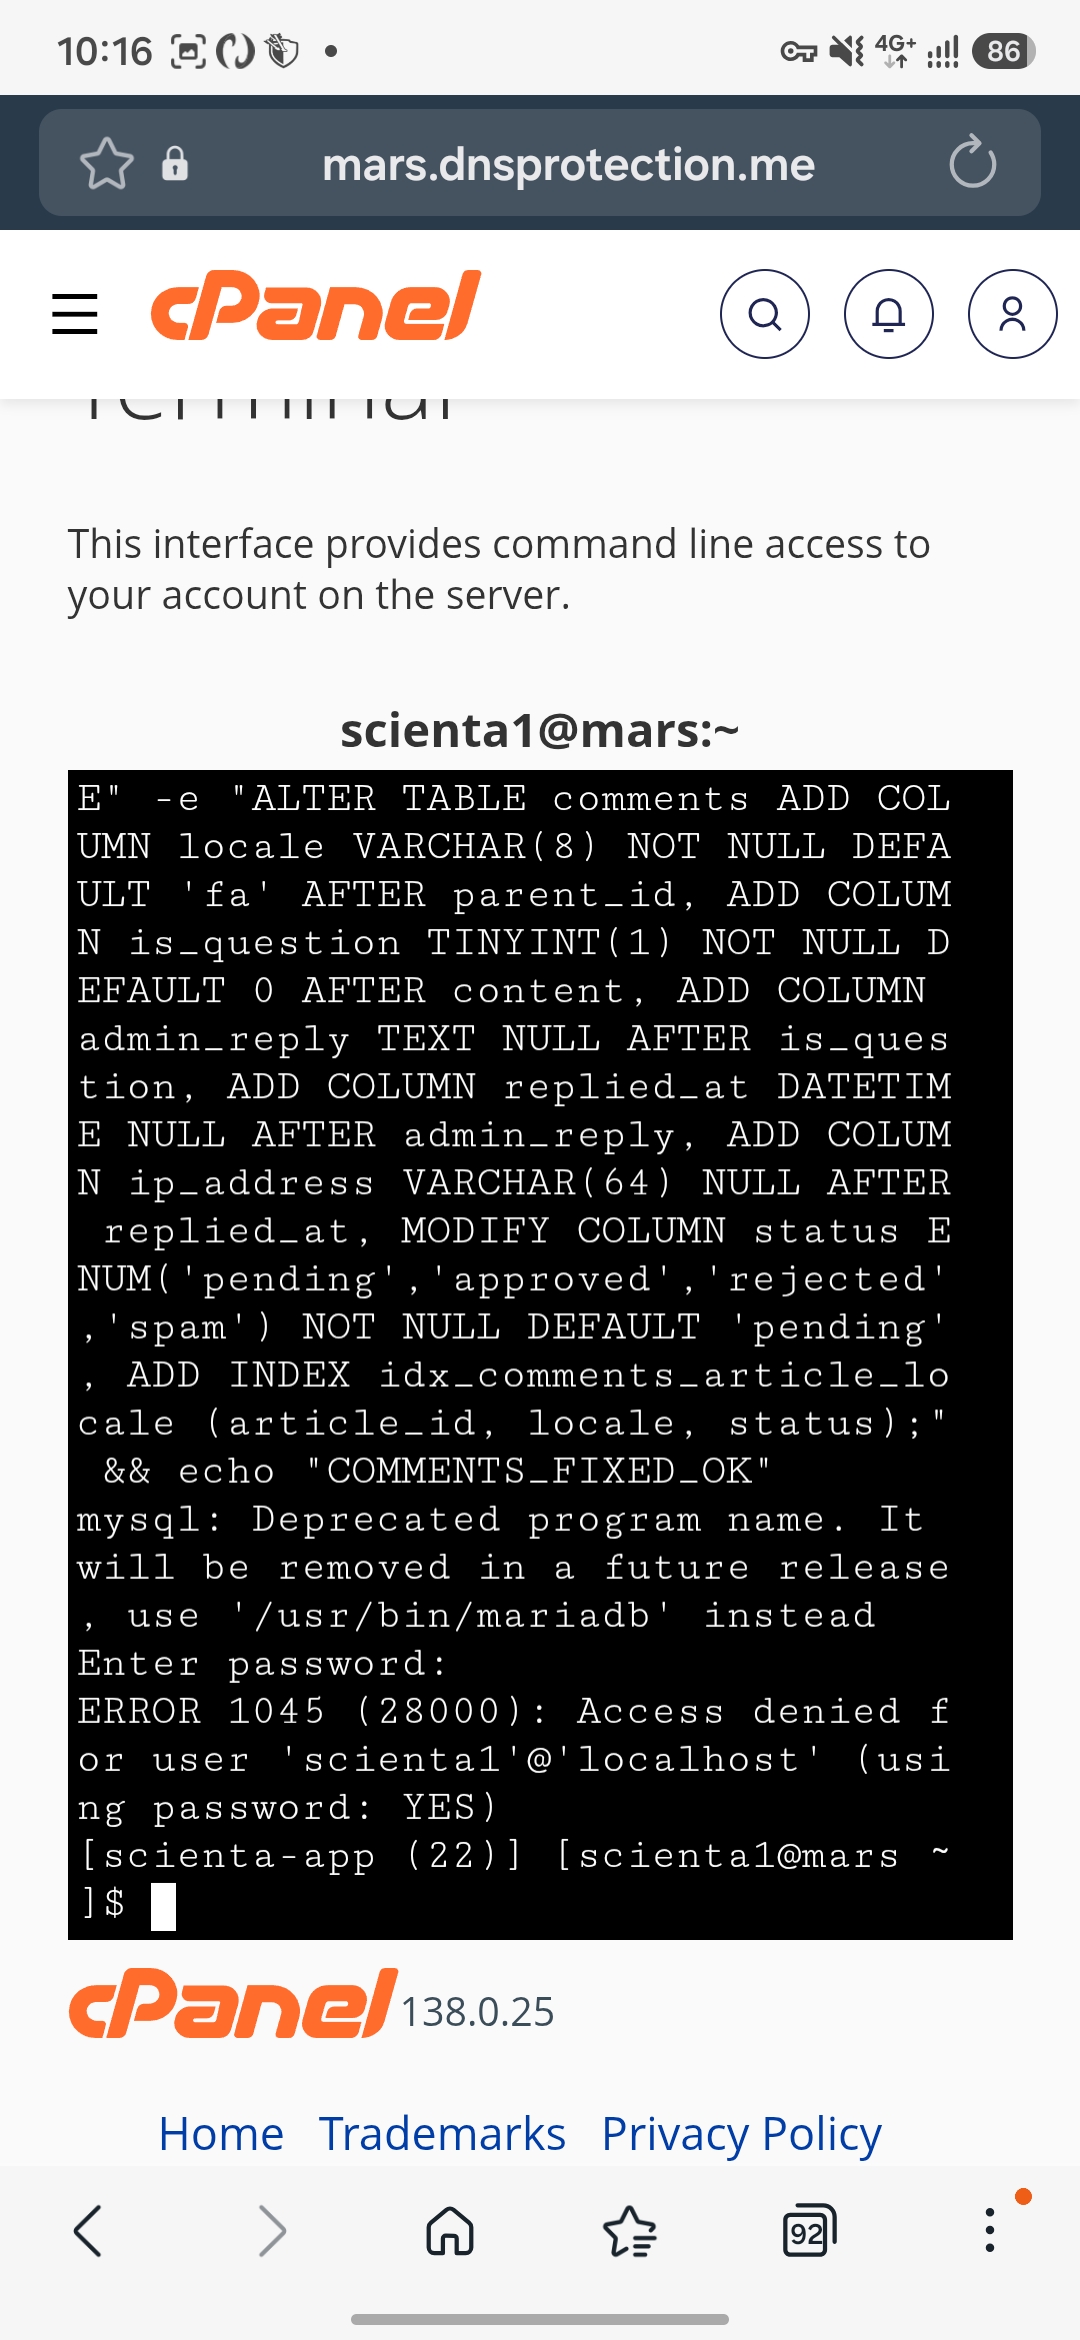 10:16
4G+
86
mars.dnsprotection.me
cPanel
Terminal
This interface provides command line access to
your account on the server.
scienta1@mars:~
E" -e "ALTER TABLE comments ADD COL
UMN locale VARCHAR(8) NOT NULL DEFA
ULT 'fa' AFTER parent_id, ADD COLUM
N is_question TINYINT(1) NOT NULL D
EFAULT 0 AFTER content, ADD COLUMN
admin_reply TEXT NULL AFTER is_ques
tion, ADD COLUMN replied_at DATETIM
E NULL AFTER admin_reply, ADD COLUM
N ip_address VARCHAR(64) NULL AFTER
 replied_at, MODIFY COLUMN status E
NUM('pending','approved','rejected'
,'spam') NOT NULL DEFAULT 'pending'
, ADD INDEX idx_comments_article_lo
cale (article_id, locale, status);"
 && echo "COMMENTS_FIXED_OK"
mysql: Deprecated program name. It
will be removed in a future release
, use '/usr/bin/mariadb' instead
Enter password:
ERROR 1045 (28000): Access denied f
or user 'scienta1'@'localhost' (usi
ng password: YES)
[scienta-app (22)] [scienta1@mars ~
]$
cPanel 138.0.25
Home Trademarks Privacy Policy
92